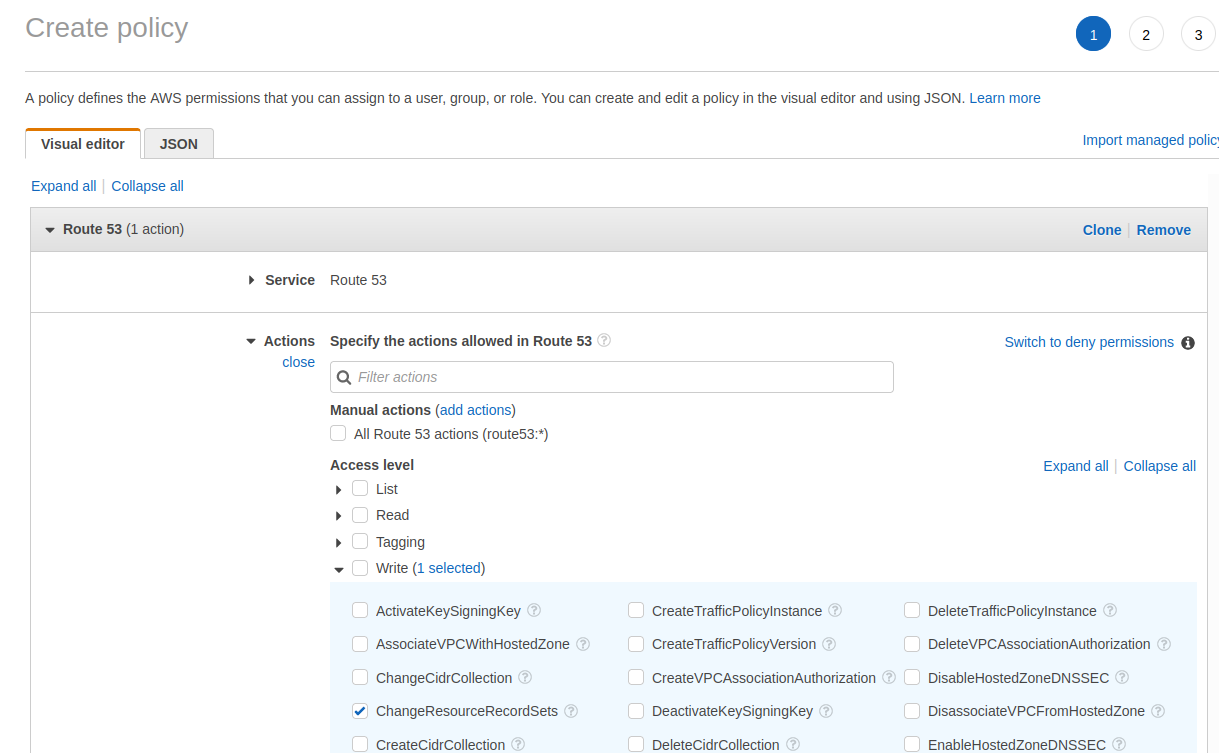 Create policy
1 2 3
A policy defines the AWS permissions that you can assign to a user, group, or role. You can create and edit a policy in the visual editor and using JSON. Learn more
Visual editor JSON Import managed policy
Expand all | Collapse all
Route 53 (1 action) Clone | Remove
Service Route 53
Actions Specify the actions allowed in Route 53 ? Switch to deny permissions i
close
Filter actions
Manual actions (add actions)
All Route 53 actions (route53:*)
Access level Expand all | Collapse all
List
Read
Tagging
Write (1 selected)
ActivateKeySigningKey ? CreateTrafficPolicyInstance ? DeleteTrafficPolicyInstance ?
AssociateVPCWithHostedZone ? CreateTrafficPolicyVersion ? DeleteVPCAssociationAuthorization ?
ChangeCidrCollection ? CreateVPCAssociationAuthorization ? DisableHostedZoneDNSSEC ?
ChangeResourceRecordSets ? DeactivateKeySigningKey ? DisassociateVPCFromHostedZone ?
CreateCidrCollection ? DeleteCidrCollection ? EnableHostedZoneDNSSEC ?